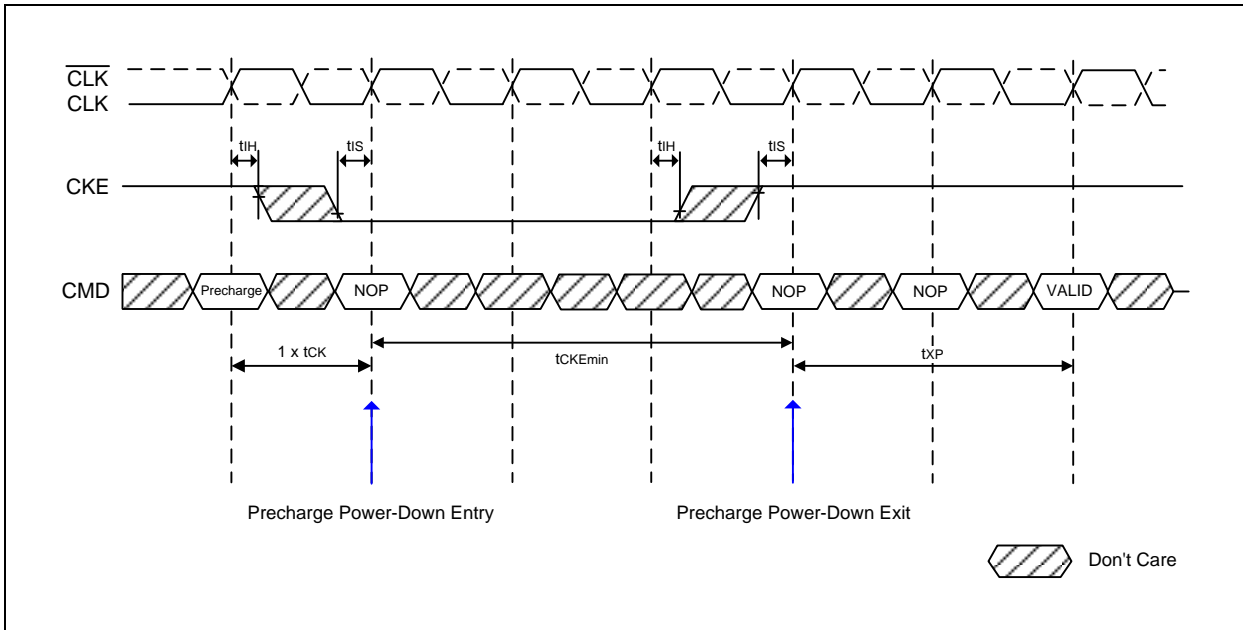 CLK
CLK
tIH
tIS
tIH
tIS
CKE
CMD
Precharge
NOP
NOP
NOP
VALID
1 x tCK
tCKEmin
tXP
Precharge Power-Down Entry
Precharge Power-Down Exit
Don't Care